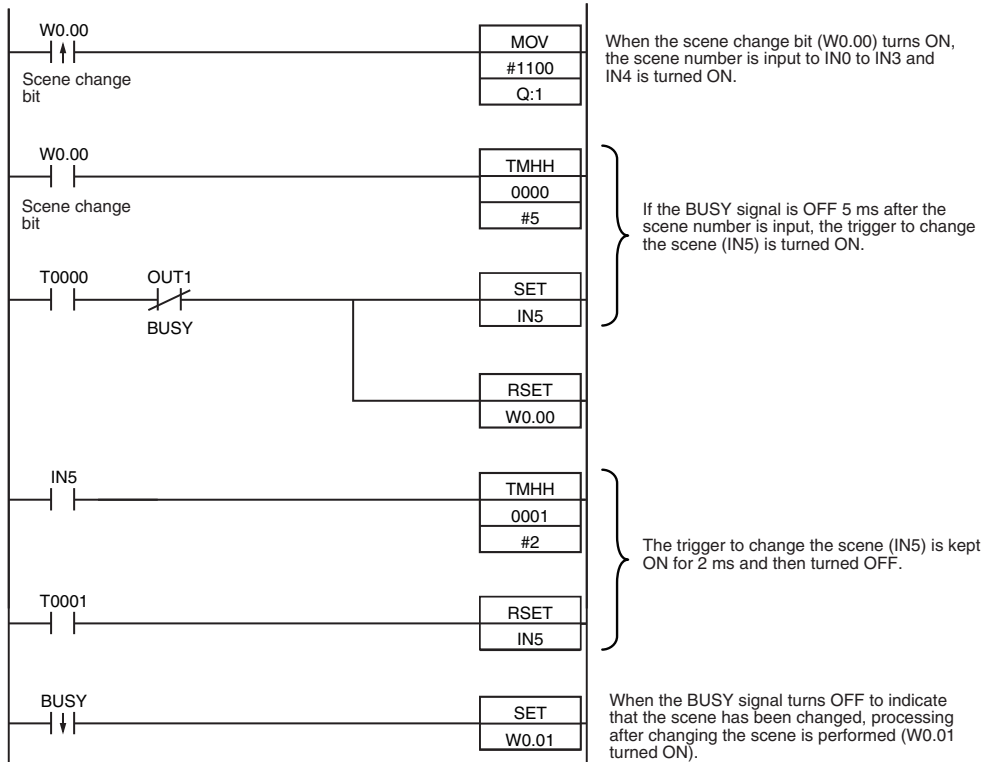 W0.00
Scene change
bit
MOV
#1100
Q:1
When the scene change bit (W0.00) turns ON,
the scene number is input to IN0 to IN3 and
IN4 is turned ON.
W0.00
Scene change
bit
TMHH
0000
#5
If the BUSY signal is OFF 5 ms after the
scene number is input, the trigger to change
the scene (IN5) is turned ON.
T0000
OUT1
BUSY
SET
IN5
RSET
W0.00
IN5
TMHH
0001
#2
The trigger to change the scene (IN5) is kept
ON for 2 ms and then turned OFF.
T0001
RSET
IN5
BUSY
SET
W0.01
When the BUSY signal turns OFF to indicate
that the scene has been changed, processing
after changing the scene is performed (W0.01
turned ON).